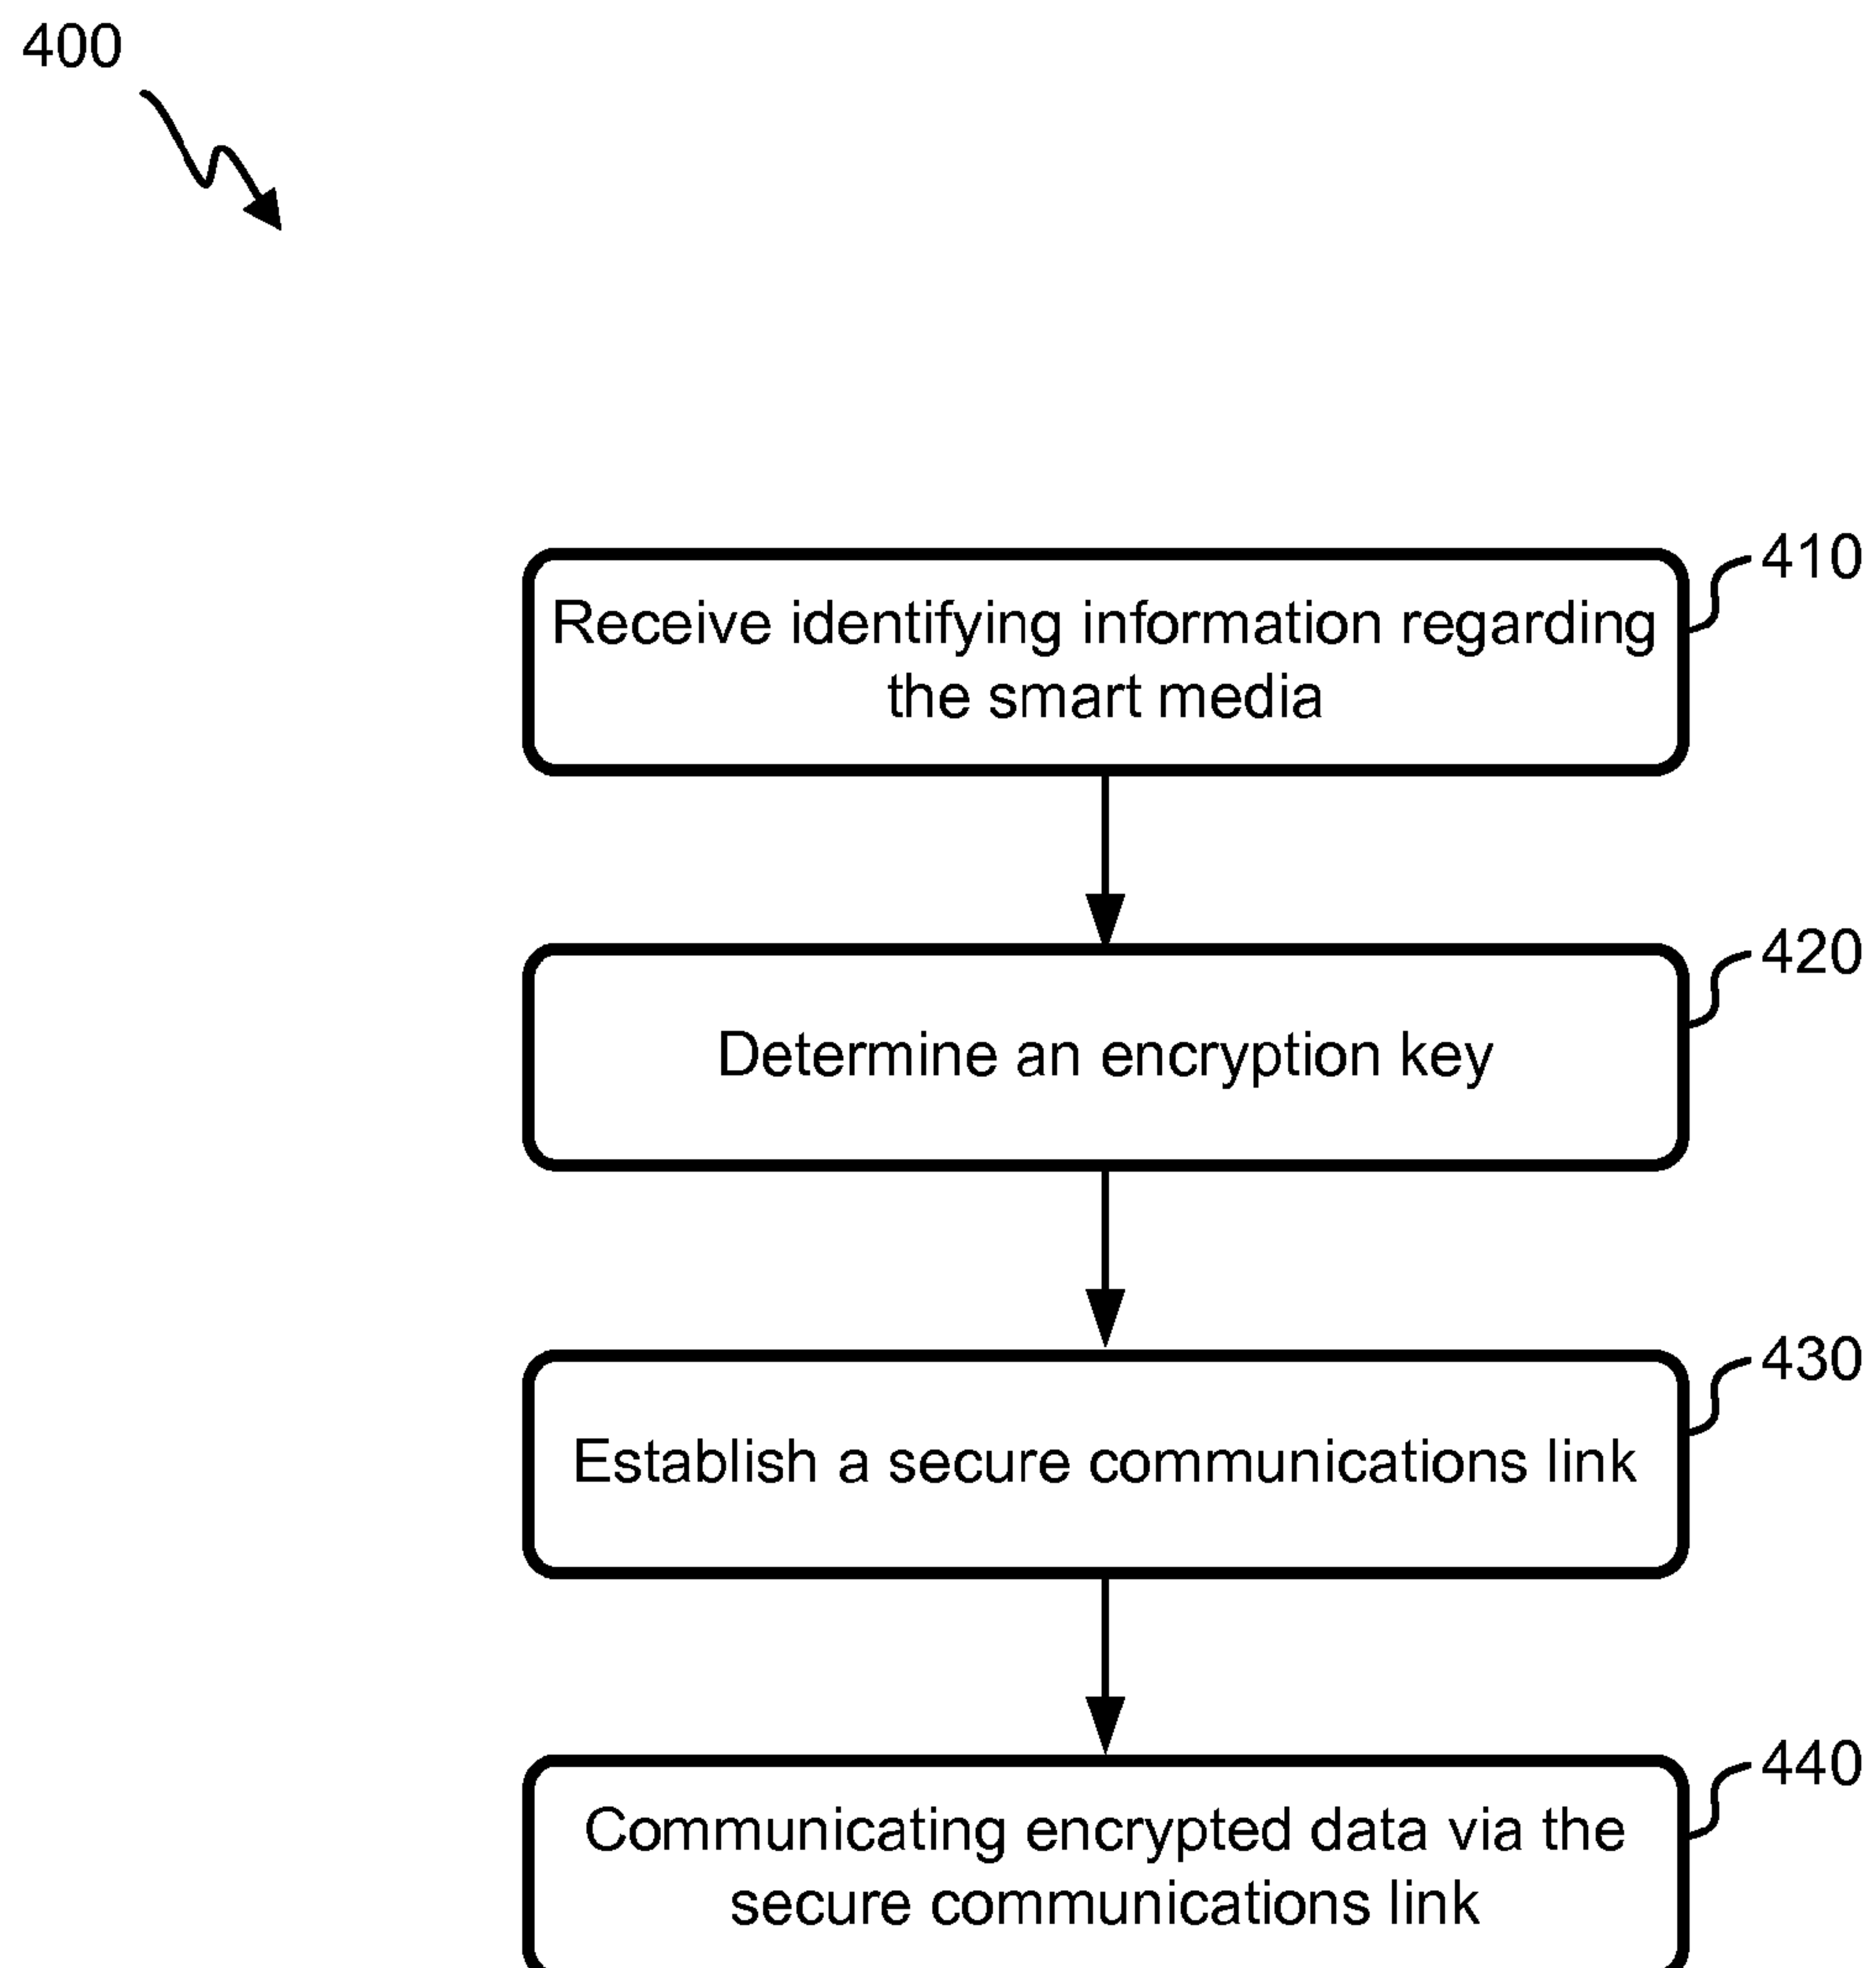 400
410
Receive identifying information regarding
the smart media
420
Determine an encryption key
430
Establish a secure communications link
440
Communicating encrypted data via the
secure communications link